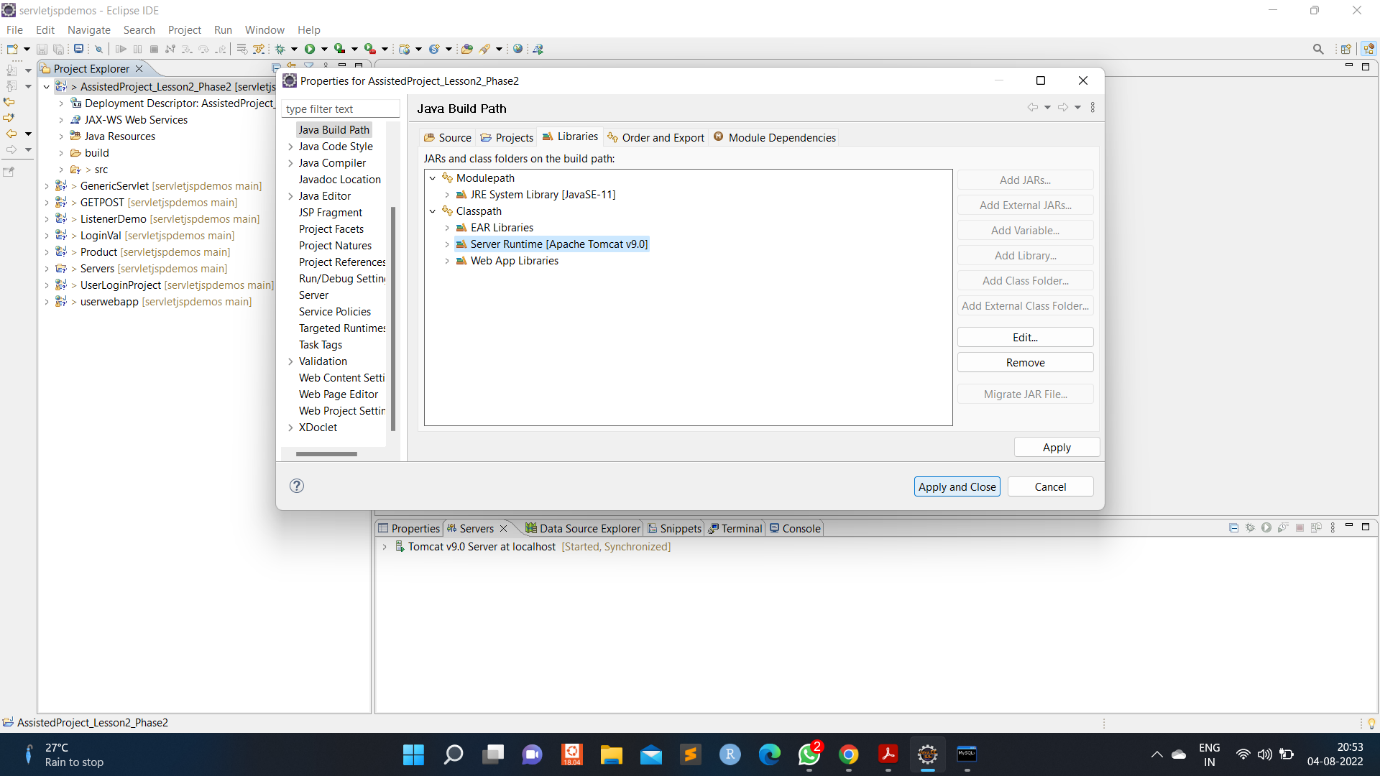 servletjspdemos - Eclipse IDE
File Edit Navigate Search Project Run Window Help
Project Explorer
> AssistedProject_Lesson2_Phase2 [servletjs
Deployment Descriptor: AssistedProject_
JAX-WS Web Services
Java Resources
build
> src
> GenericServlet [servletjspdemos main]
> GETPOST [servletjspdemos main]
> ListenerDemo [servletjspdemos main]
> LoginVal [servletjspdemos main]
> Product [servletjspdemos main]
> Servers [servletjspdemos main]
> UserLoginProject [servletjspdemos main]
> userwebapp [servletjspdemos main]
Properties for AssistedProject_Lesson2_Phase2
type filter text
Java Build Path
Java Code Style
Java Compiler
Javadoc Location
Java Editor
JSP Fragment
Project Facets
Project Natures
Project References
Run/Debug Settin
Server
Service Policies
Targeted Runtimes
Task Tags
Validation
Web Content Setti
Web Page Editor
Web Project Settin
XDoclet
Java Build Path
Source Projects Libraries Order and Export Module Dependencies
JARs and class folders on the build path:
Modulepath
JRE System Library [JavaSE-11]
Classpath
EAR Libraries
Server Runtime [Apache Tomcat v9.0]
Web App Libraries
Add JARs...
Add External JARs...
Add Variable...
Add Library...
Add Class Folder...
Add External Class Folder...
Edit...
Remove
Migrate JAR File...
Apply
Apply and Close Cancel
Properties Servers Data Source Explorer Snippets Terminal Console
Tomcat v9.0 Server at localhost [Started, Synchronized]
AssistedProject_Lesson2_Phase2
27°C
Rain to stop
18.04
R
2
MySQL
ENG
IN
20:53
04-08-2022